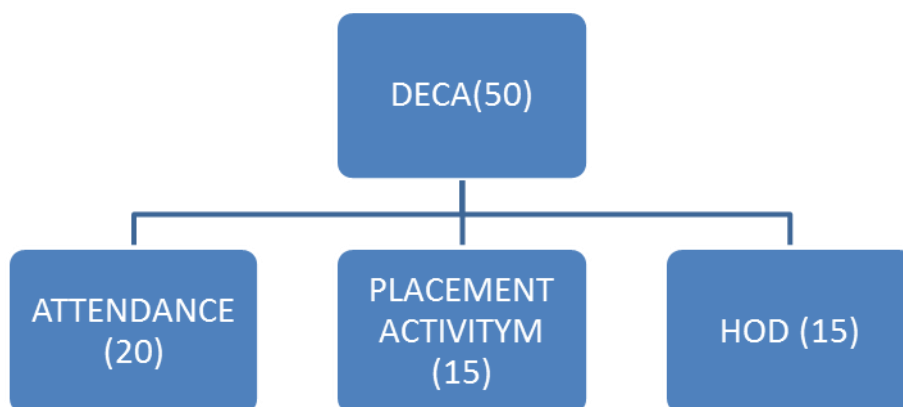 DECA(50)
ATTENDANCE
(20)
PLACEMENT
ACTIVITYM
(15)
HOD (15)